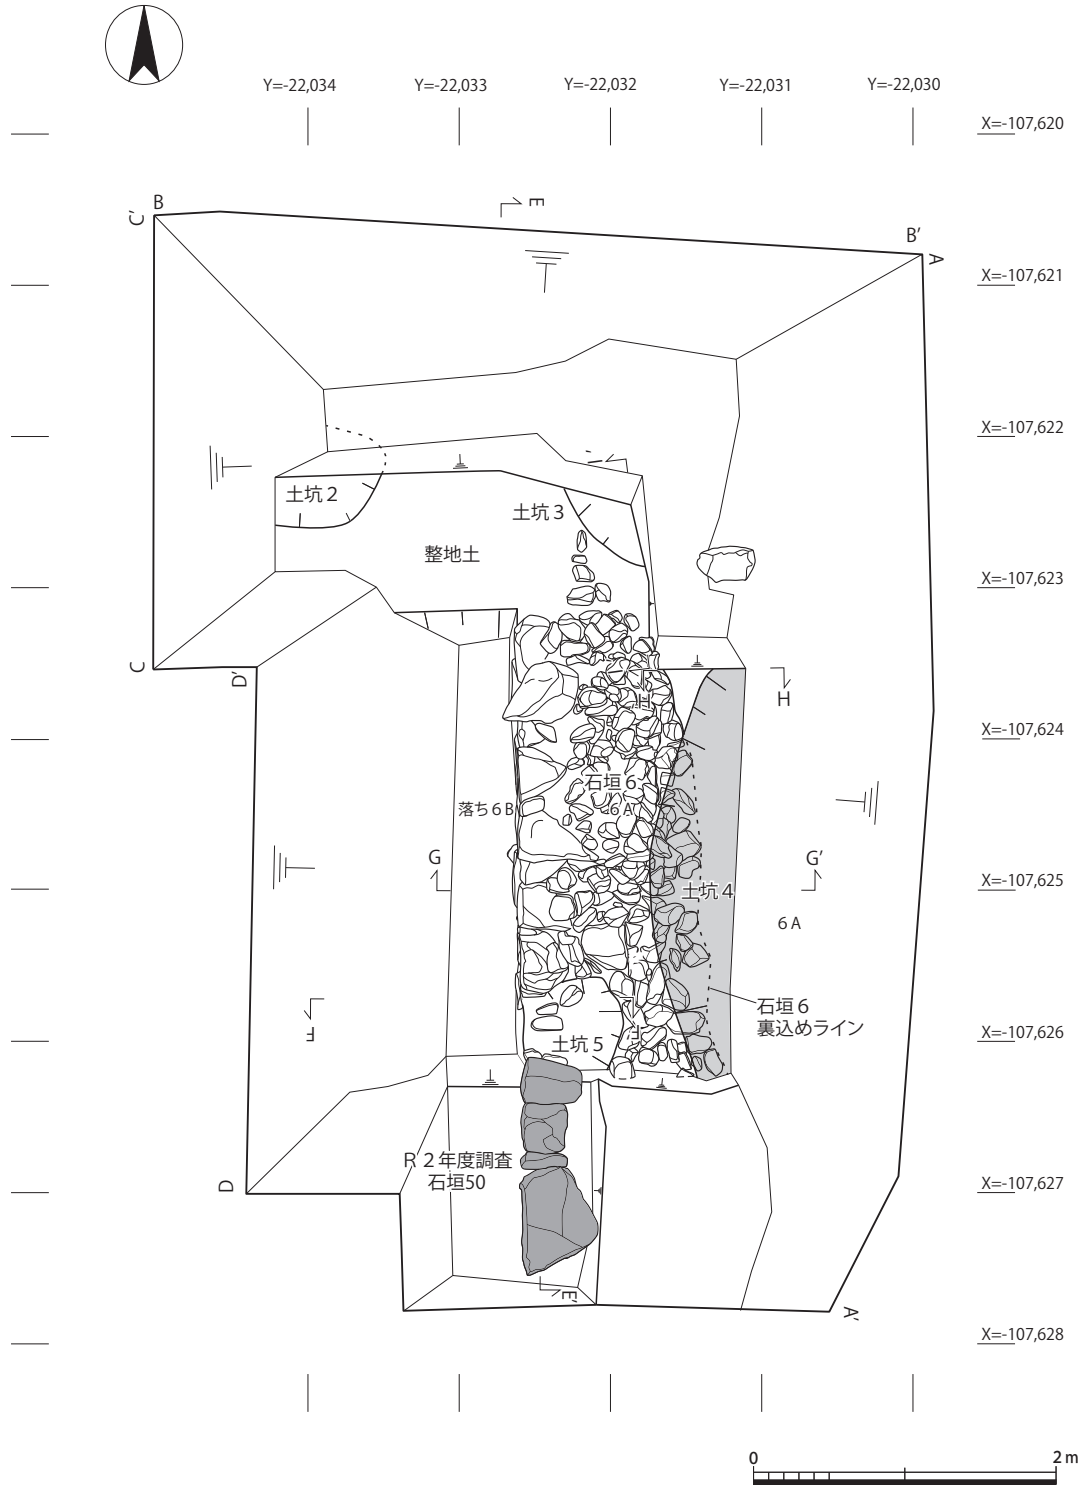 Y=-22,034
Y=-22,033
Y=-22,032
Y=-22,031
Y=-22,030
X=-107,620
B
C'
E
B'
A
X=-107,621
X=-107,622
土坑2
土坑3
整地土
X=-107,623
C
D'
H
H'
X=-107,624
石垣6
落ち6B
6A
G
G'
土坑4
X=-107,625
6A
石垣6
裏込めライン
F
F'
土坑5
X=-107,626
R2年度調査
石垣50
D
X=-107,627
E'
A'
X=-107,628
0
2m